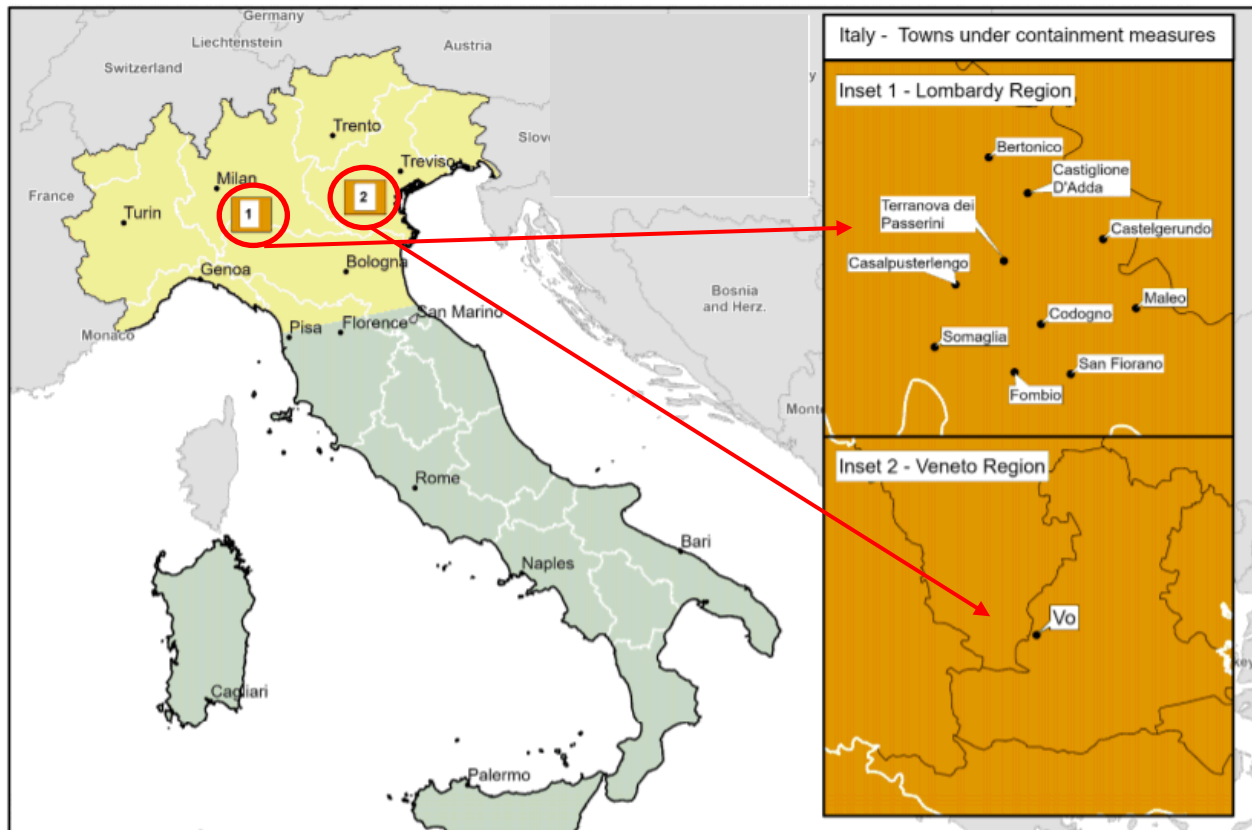 Germany
Liechtenstein
Austria
Switzerland
Slove
y
France
Monaco
Bosnia
and Herz.
Monte
key
Trento
Treviso
Milan
Turin
1
2
Genoa
Bologna
Pisa
Florence
San Marino
Rome
Naples
Bari
Cagliari
Palermo
Italy - Towns under containment measures
Inset 1 - Lombardy Region
Bertonico
Castiglione
D'Adda
Terranova dei
Passerini
Castelgerundo
Casalpusterlengo
Maleo
Codogno
Somaglia
San Fiorano
Fombio
Inset 2 - Veneto Region
Vo